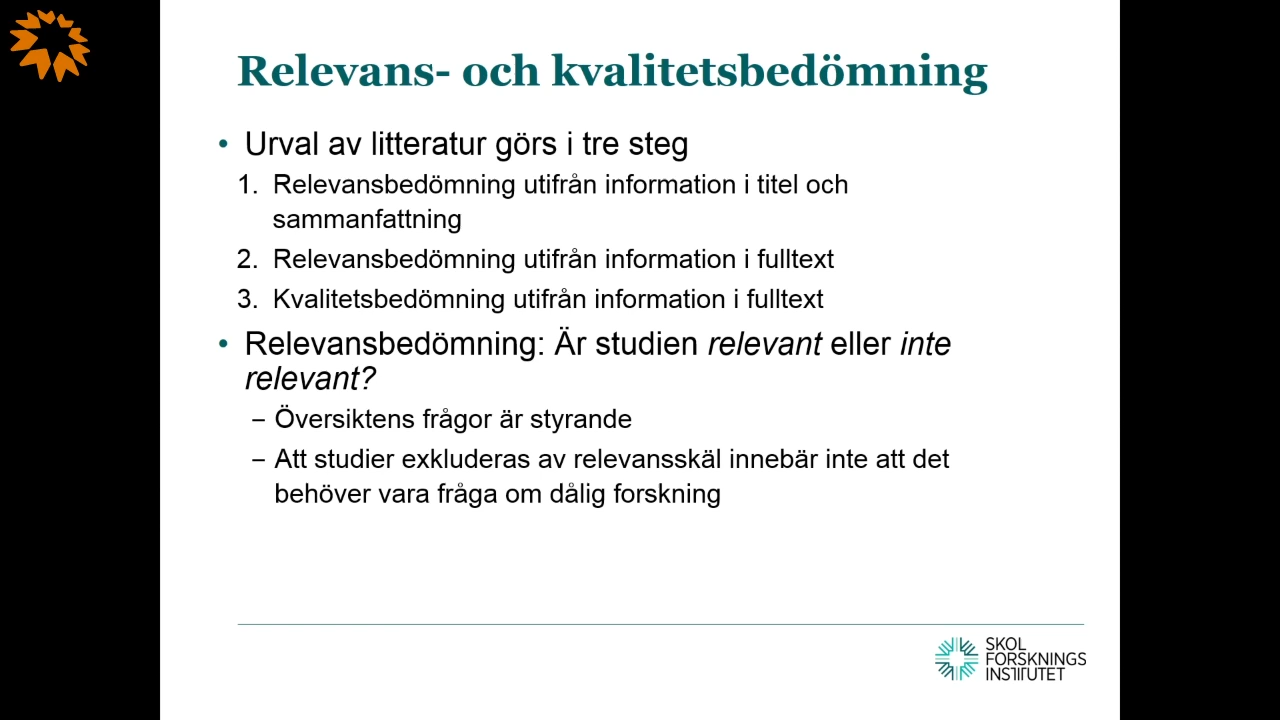 Relevans- och kvalitetsbedömning
• Urval av litteratur görs i tre steg
1. Relevansbedömning utifrån information i titel och
sammanfattning
2. Relevansbedömning utifrån information i fulltext
3. Kvalitetsbedömning utifrån information i fulltext
• Relevansbedömning: Är studien relevant eller inte
relevant?
– Översiktens frågor är styrande
– Att studier exkluderas av relevansskäl innebär inte att det
behöver vara fråga om dålig forskning
SKOL
FORSKNINGS
INSTITUTET